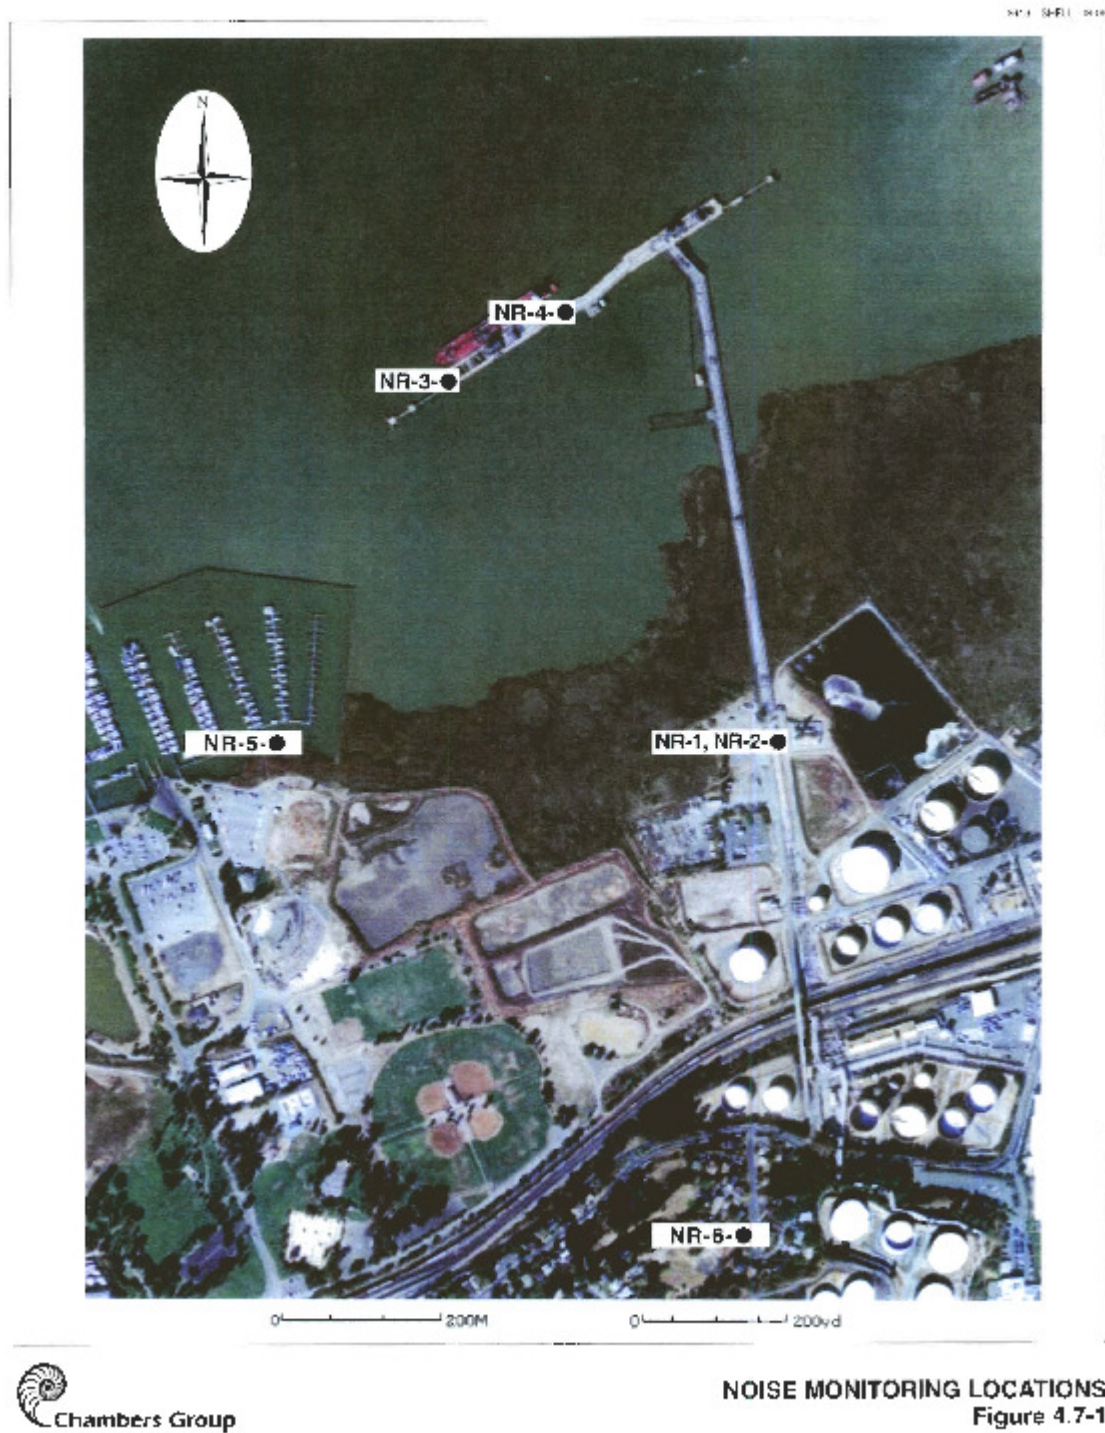 N
NR-4-
NR-3-
NR-5-
NR-1, NR-2-
NR-6-
0 200M
0 200yd
Chambers Group
NOISE MONITORING LOCATIONS
Figure 4.7-1